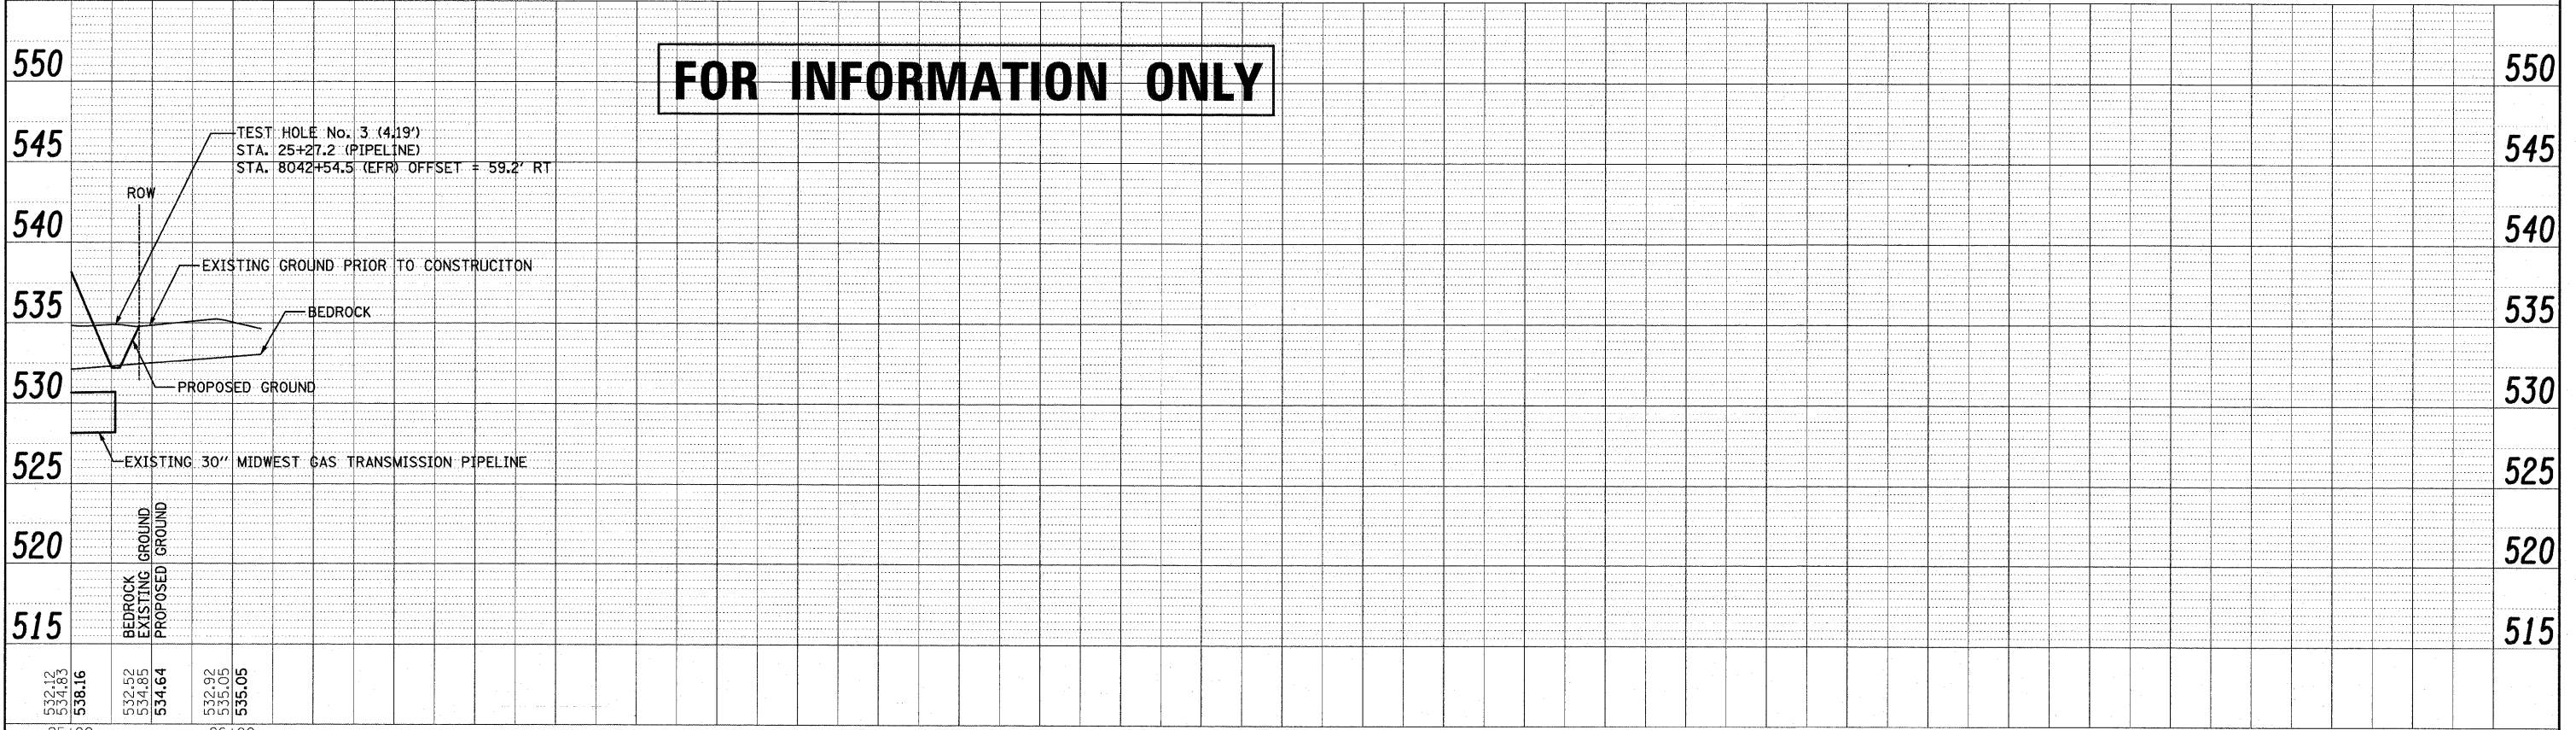 FOR INFORMATION ONLY
550
550
TEST HOLE No. 3 (4.19')
STA. 25+27.2 (PIPELINE)
STA. 8042+54.5 (EFR) OFFSET = 59.2' RT
545
545
ROW
540
540
EXISTING GROUND PRIOR TO CONSTRUCITON
535
535
BEDROCK
530
530
PROPOSED GROUND
EXISTING 30" MIDWEST GAS TRANSMISSION PIPELINE
525
525
520
520
BEDROCK
EXISTING GROUND
PROPOSED GROUND
515
515
532.12
534.83
538.16
532.52
534.85
534.64
532.92
535.05
535.05